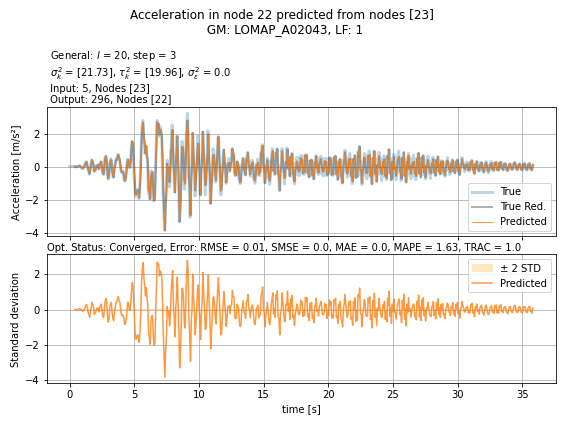 Acceleration in node 22 predicted from nodes [23]
GM: LOMAP_A02043, LF: 1
General: l = 20, step = 3
σ²ₖ = [21.73], τ²ₖ = [19.96], σ²ε = 0.0
Input: 5, Nodes [23]
Output: 296, Nodes [22]
Acceleration [m/s²]
2
0
−2
−4
True
True Red.
Predicted
Opt. Status: Converged, Error: RMSE = 0.01, SMSE = 0.0, MAE = 0.0, MAPE = 1.63, TRAC = 1.0
Standard deviation
2
0
−2
−4
± 2 STD
Predicted
0 5 10 15 20 25 30 35
time [s]